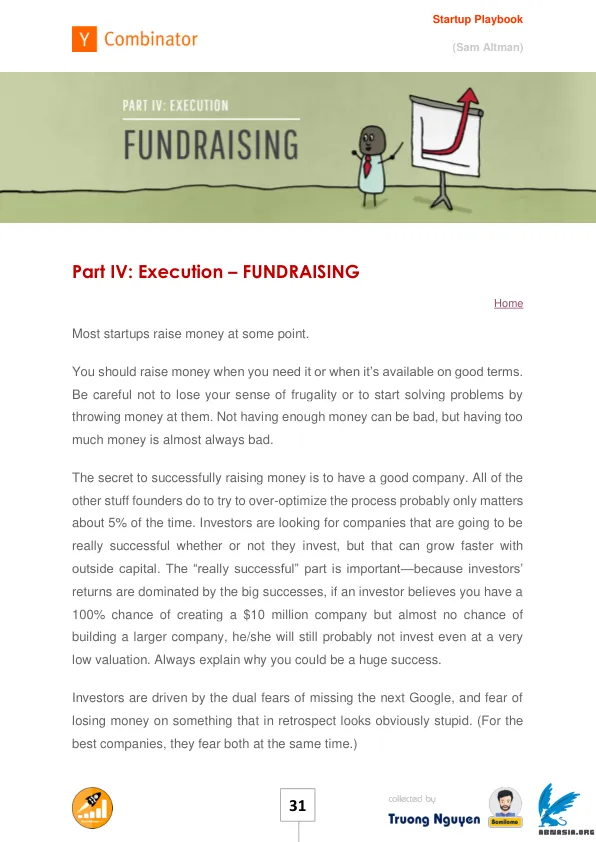 Startup Playbook
Y Combinator
(Sam Altman)
PART IV: EXECUTION
FUNDRAISING
Part IV: Execution – FUNDRAISING
Home
Most startups raise money at some point.
You should raise money when you need it or when it’s available on good terms.
Be careful not to lose your sense of frugality or to start solving problems by
throwing money at them. Not having enough money can be bad, but having too
much money is almost always bad.
The secret to successfully raising money is to have a good company. All of the
other stuff founders do to try to over-optimize the process probably only matters
about 5% of the time. Investors are looking for companies that are going to be
really successful whether or not they invest, but that can grow faster with
outside capital. The “really successful” part is important—because investors’
returns are dominated by the big successes, if an investor believes you have a
100% chance of creating a $10 million company but almost no chance of
building a larger company, he/she will still probably not invest even at a very
low valuation. Always explain why you could be a huge success.
Investors are driven by the dual fears of missing the next Google, and fear of
losing money on something that in retrospect looks obviously stupid. (For the
best companies, they fear both at the same time.)
31
collected by
Truong Nguyen
Somiloma
ABNASIA.ORG